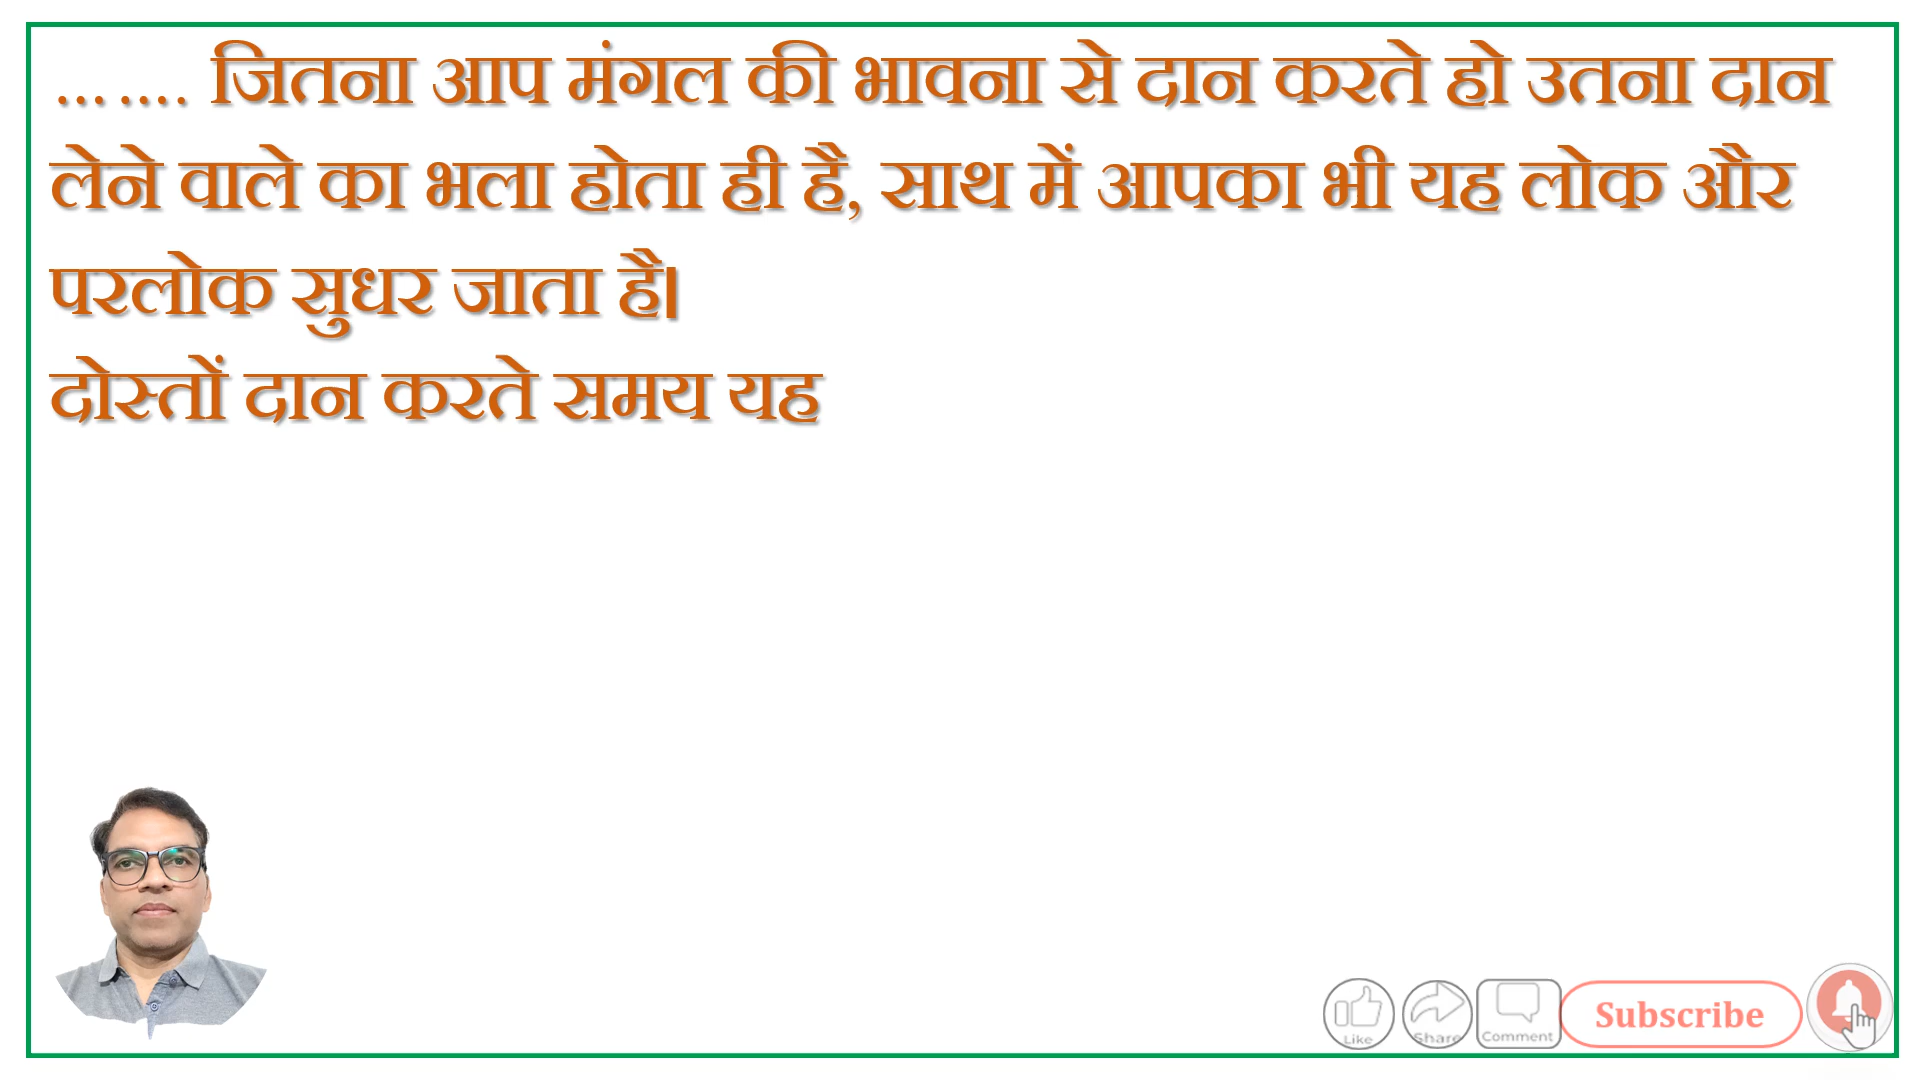 …….. जितना आप मंगल की भावना से दान करते हो उतना दान
लेने वाले का भला होता ही है, साथ में आपका भी यह लोक और
परलोक सुधर जाता है।
दोस्तों दान करते समय यह
Like
Share
Comment
Subscribe